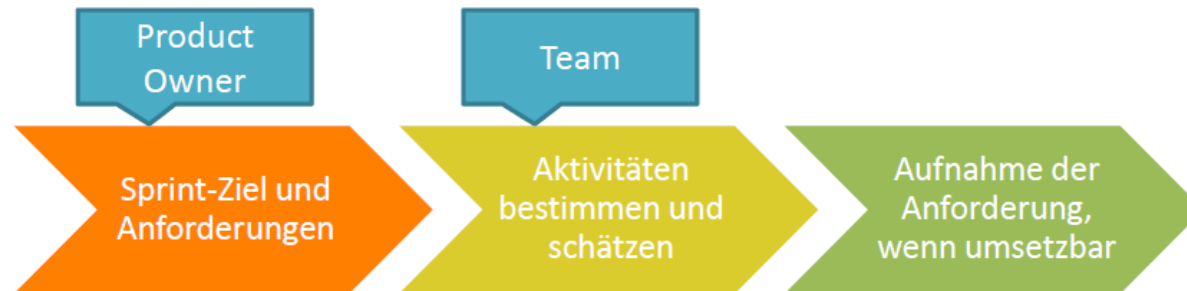 Product
Owner
Team
Sprint-Ziel und
Anforderungen
Aktivitäten
bestimmen und
schätzen
Aufnahme der
Anforderung,
wenn umsetzbar